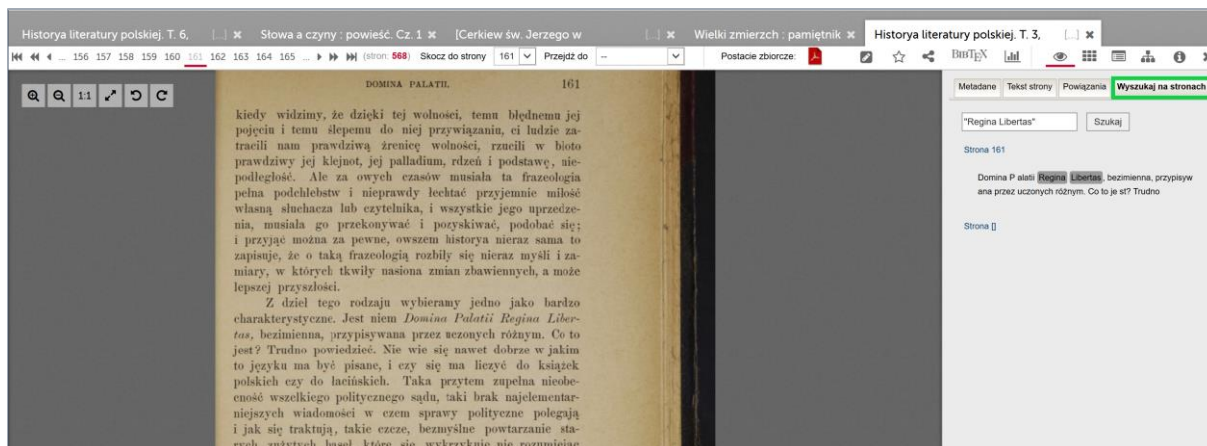 Historya literatury polskiej. T. 6, [...] ✖ Słowa a czyny : powieść. Cz. 1 ✖ [Cerkiew św. Jerzego w [...] ✖ Wielki zmierzch : pamiętnik ✖ Historya literatury polskiej. T. 3, [...] ✖
... 156 157 158 159 160 161 162 163 164 165 ... (stron: 568) Skocz do strony 161 Przejdź do -- Postacie zbiorcze: BIBTEX
1:1
DOMINA PALATII. 161
kiedy widzimy, że dzięki tej wolności, temu błędnemu jej
pojęciu i temu ślepemu do niej przywiązaniu, ci ludzie za-
tracili nam prawdziwą źrenicę wolności, rzucili w bioto
prawdziwy jej klejnot, jej palladium, rdzeń i podstawę, nie-
podległość. Ale za owych czasów musiała ta frazeologia
pełna podchlebstw i nieprawdy łechtać przyjemnie miłość
własną słuchacza lub czytelnika, i wszystkie jego uprzedze-
nia, musiała go przekonywać i pozyskiwać, podobać się;
i przyjąć można za pewne, owszem historya nieraz sama to
zapisuje, że o taką frazeologią rozbiły się nieraz myśli i za-
miary, w których tkwiły nasiona zmian zbawiennych, a może
lepszej przyszłości.
Z dzieł tego rodzaju wybieramy jedno jako bardzo
charakterystyczne. Jest niem Domina Palatii Regina Liber-
tas, bezimienna, przypisywana przez uczonych różnym. Co to
jest? Trudno powiedzieć. Nie wie się nawet dobrze w jakim
to języku ma być pisane, i czy się ma liczyć do książek
polskich czy do łacińskich. Taka przytem zupełna nieobe-
cność wszelkiego politycznego sądu, taki brak najelementar-
niejszych wiadomości w czem sprawy polityczne polegają
i jak się traktują, takie czcze, bezmyślne powtarzanie sta-
rych zużytych haseł, które się wykrzykuje nie rozumiejąc
Metadane Tekst strony Powiązania Wyszukaj na stronach
"Regina Libertas" Szukaj
Strona 161
Domina P alatii Regina Libertas, bezimienna, przypisyw
ana przez uczonych różnym. Co to je st? Trudno
Strona []